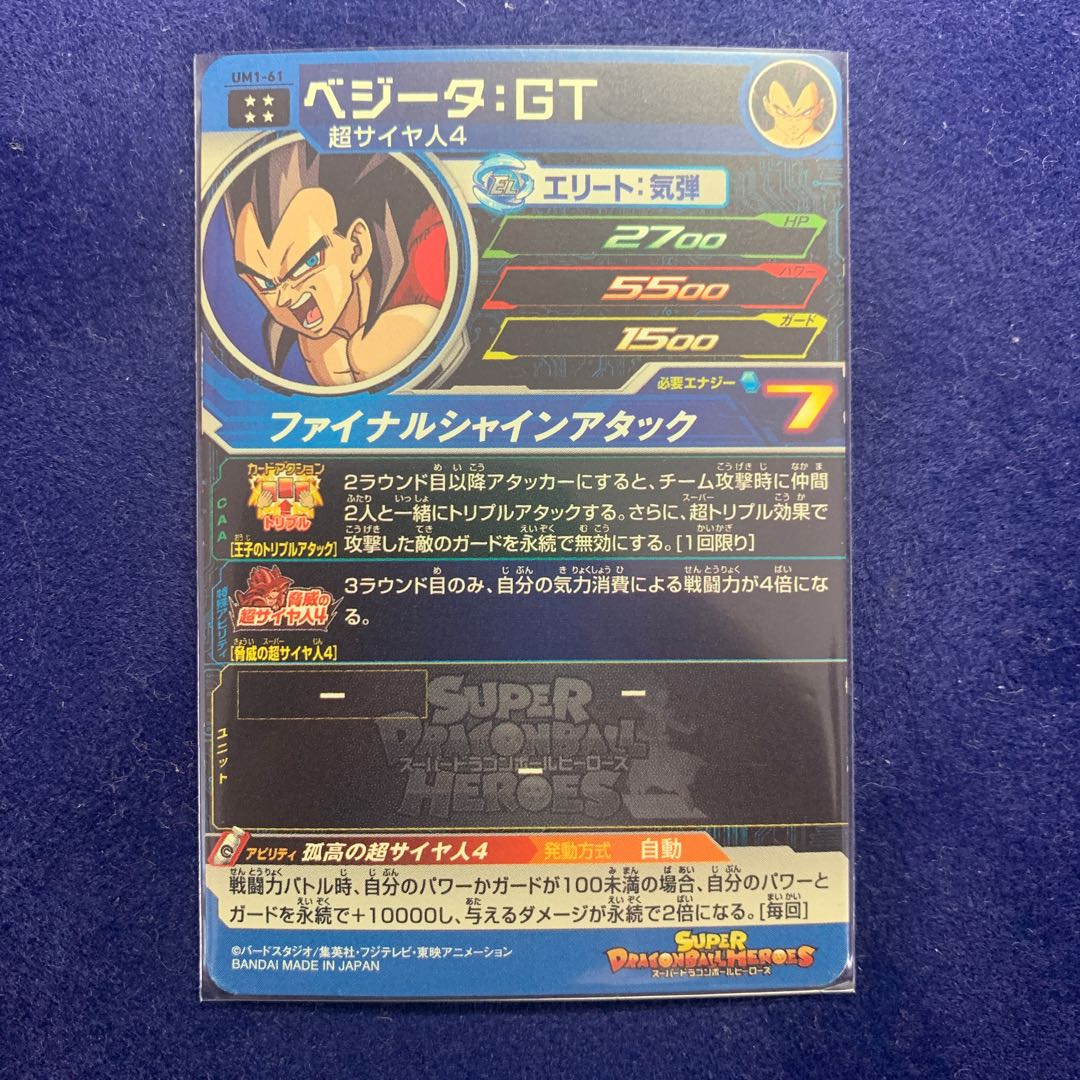 UM1-61
ベジータ:GT
超サイヤ人4
EL エリート:気弾
HP
2700
パワー
5500
ガード
1500
必要エナジー 7
ファイナルシャインアタック
CAA
カードアクション
トリプル
[王子のトリプルアタック]
2ラウンド目以降アタッカーにすると、チーム攻撃時に仲間
2人と一緒にトリプルアタックする。さらに、超トリプル効果で
攻撃した敵のガードを永続で無効にする。[1回限り]
特殊アビリティ
脅威の
超サイヤ人4
[脅威の超サイヤ人4]
3ラウンド目のみ、自分の気力消費による戦闘力が4倍にな
る。
ユニット
ー
ー
ー
SUPER
DRAGONBALL
スーパードラゴンボールヒーローズ
HEROES
アビリティ 孤高の超サイヤ人4 発動方式 自動
戦闘力バトル時、自分のパワーかガードが100未満の場合、自分のパワーと
ガードを永続で+10000し、与えるダメージが永続で2倍になる。[毎回]
©バードスタジオ/集英社・フジテレビ・東映アニメーション
BANDAI MADE IN JAPAN
SUPER
DRAGONBALL HEROES
スーパードラゴンボールヒーローズ